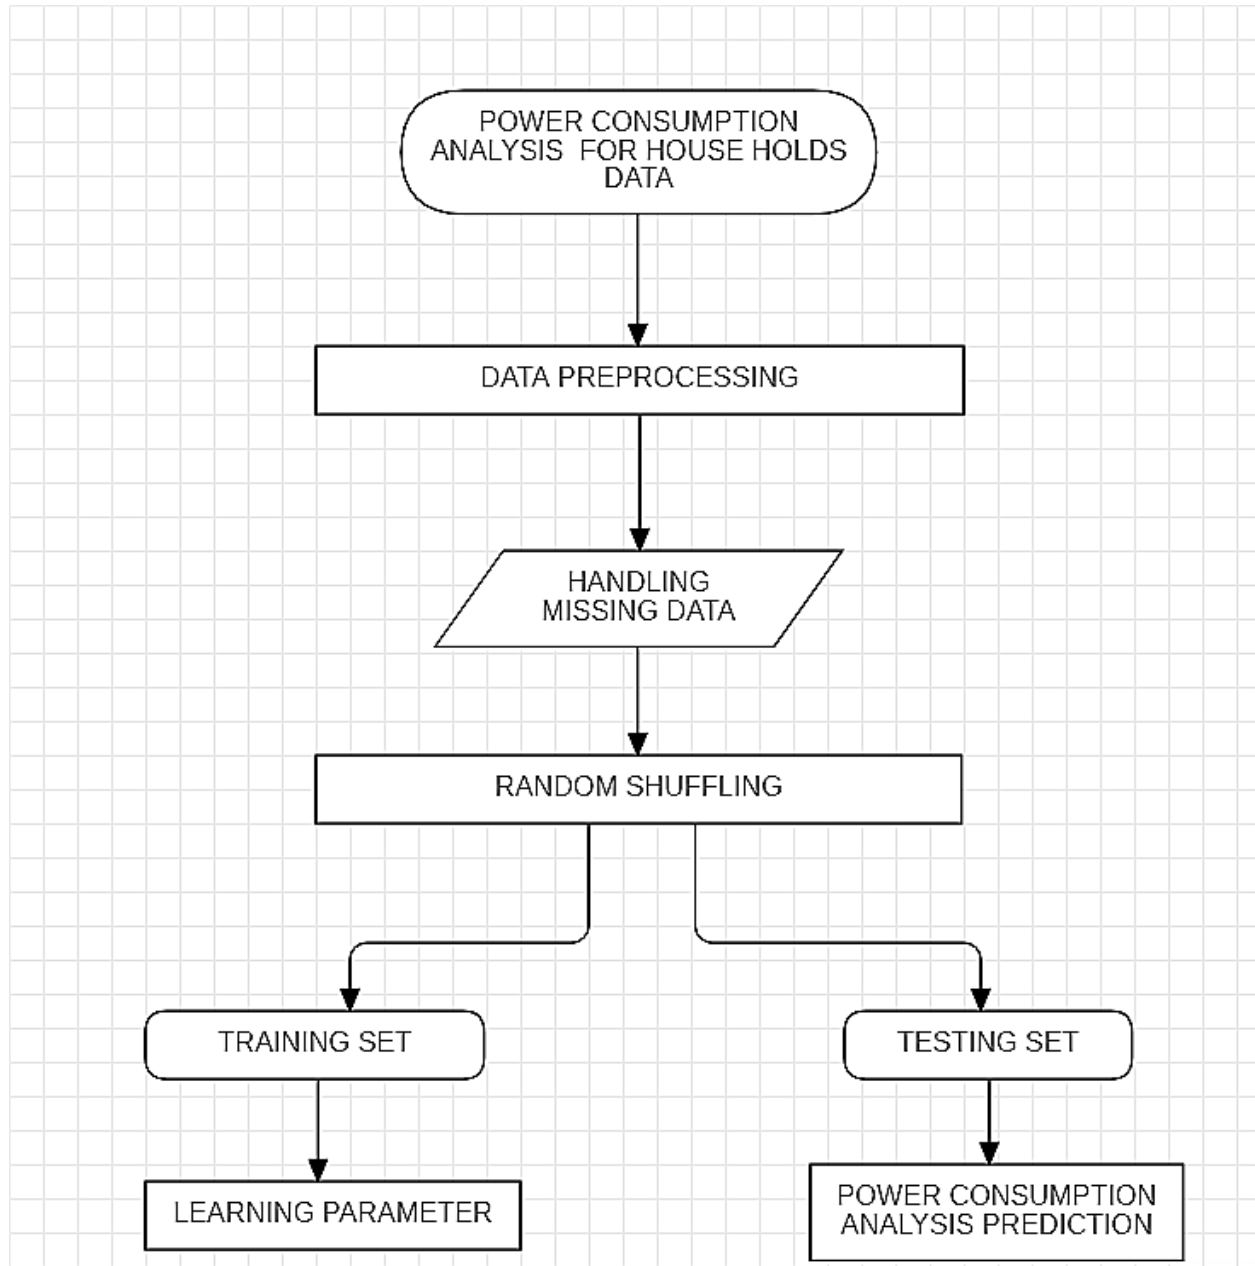 POWER CONSUMPTION
ANALYSIS FOR HOUSE HOLDS
DATA
DATA PREPROCESSING
HANDLING
MISSING DATA
RANDOM SHUFFLING
TRAINING SET
TESTING SET
LEARNING PARAMETER
POWER CONSUMPTION
ANALYSIS PREDICTION